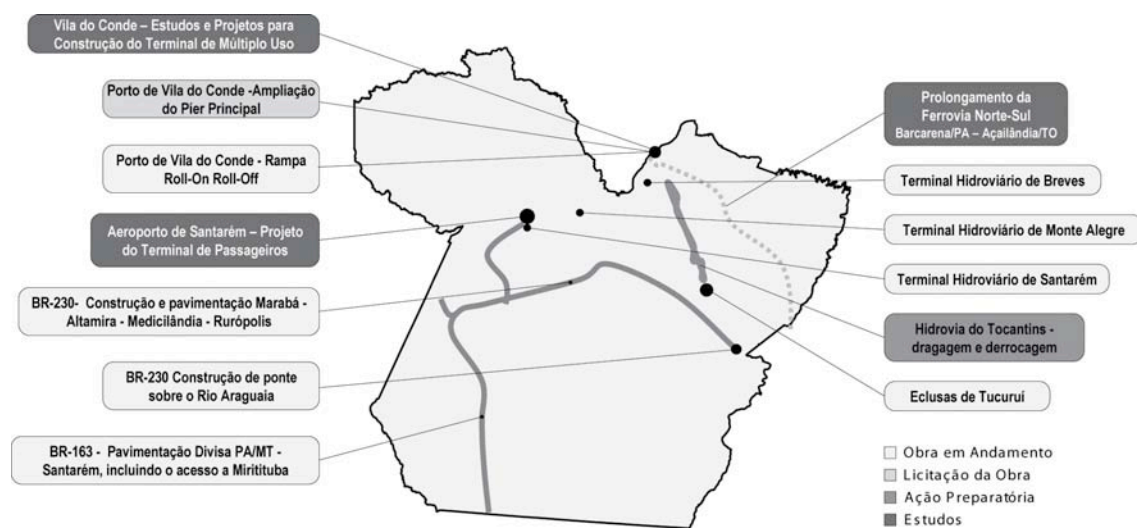 Vila do Conde – Estudos e Projetos para
Construção do Terminal de Múltiplo Uso
Porto de Vila do Conde -Ampliação
do Pier Principal
Porto de Vila do Conde - Rampa
Roll-On Roll-Off
Aeroporto de Santarém – Projeto
do Terminal de Passageiros
BR-230- Construção e pavimentação Marabá -
Altamira - Medicilândia - Rurópolis
BR-230 Construção de ponte
sobre o Rio Araguaia
BR-163 - Pavimentação Divisa PA/MT -
Santarém, incluindo o acesso a Miritituba
Prolongamento da
Ferrovia Norte-Sul
Barcarena/PA – Açailândia/TO
Terminal Hidroviário de Breves
Terminal Hidroviário de Monte Alegre
Terminal Hidroviário de Santarém
Hidrovia do Tocantins -
dragagem e derrocagem
Eclusas de Tucuruí
Obra em Andamento
Licitação da Obra
Ação Preparatória
Estudos